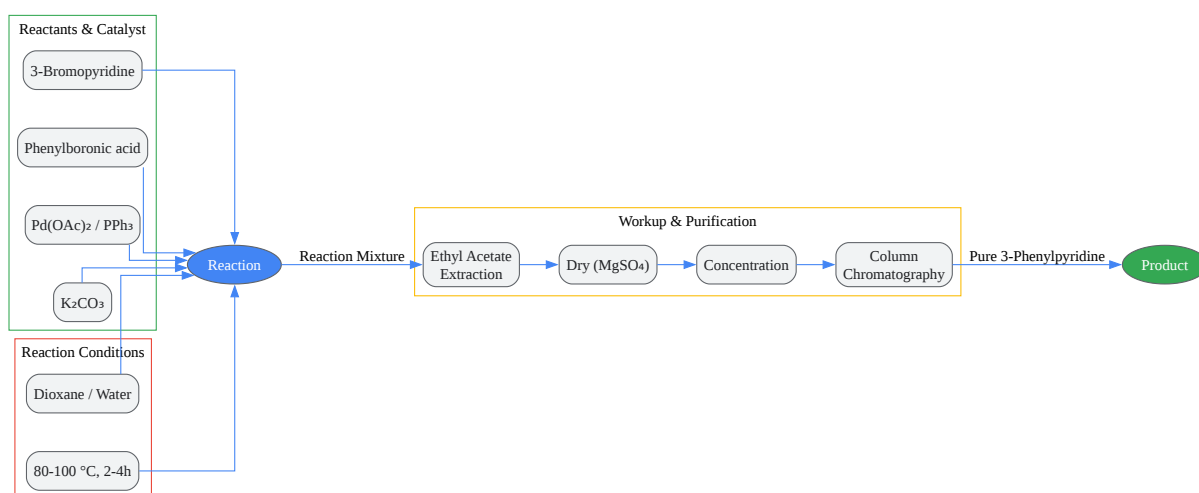 Reactants & Catalyst
3-Bromopyridine
Phenylboronic acid
Pd(OAc)₂ / PPh₃
K₂CO₃
Reaction Conditions
Dioxane / Water
80-100 °C, 2-4h
Reaction
Reaction Mixture
Workup & Purification
Ethyl Acetate
Extraction
Dry (MgSO₄)
Concentration
Column
Chromatography
Pure 3-Phenylpyridine
Product